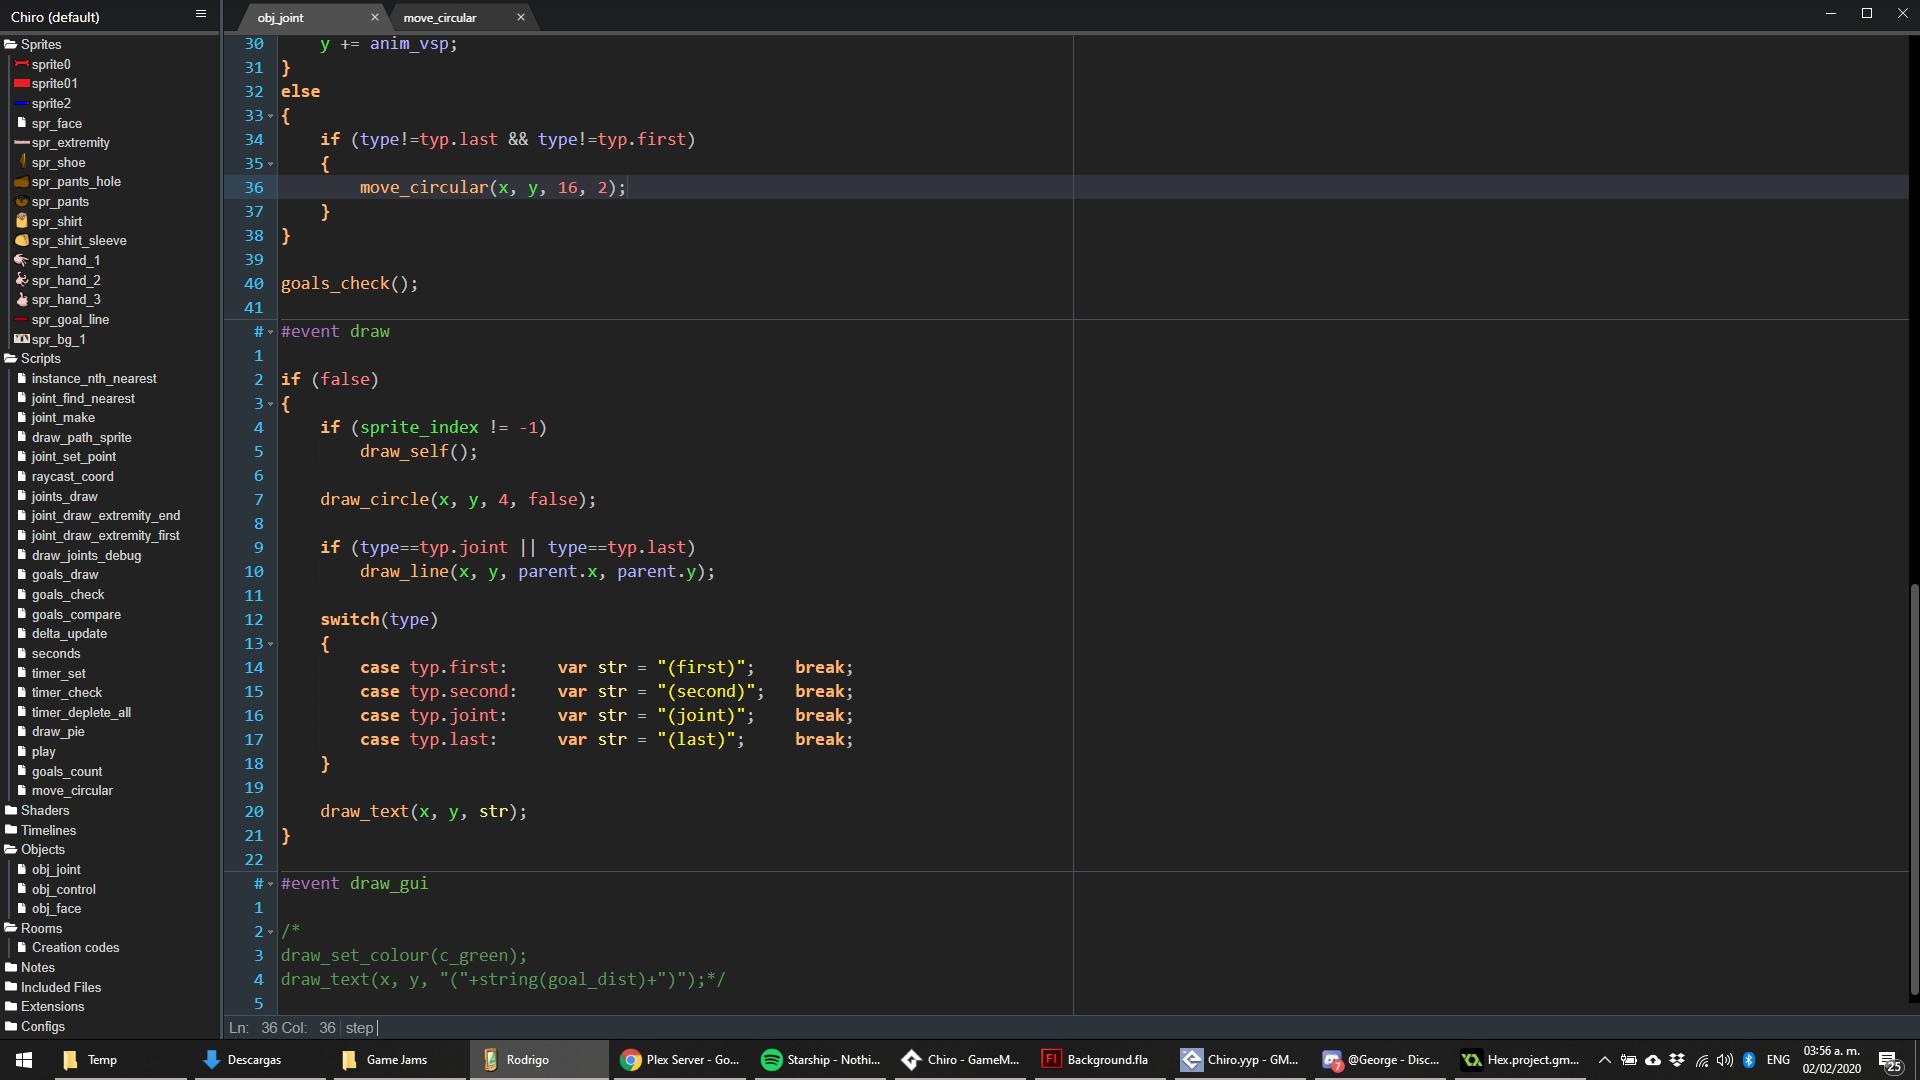 Chiro (default)
obj_joint
move_circular
Sprites
sprite0
sprite01
sprite2
spr_face
spr_extremity
spr_shoe
spr_pants_hole
spr_pants
spr_shirt
spr_shirt_sleeve
spr_hand_1
spr_hand_2
spr_hand_3
spr_goal_line
spr_bg_1
Scripts
instance_nth_nearest
joint_find_nearest
joint_make
draw_path_sprite
joint_set_point
raycast_coord
joints_draw
joint_draw_extremity_end
joint_draw_extremity_first
draw_joints_debug
goals_draw
goals_check
goals_compare
delta_update
seconds
timer_set
timer_check
timer_deplete_all
draw_pie
play
goals_count
move_circular
Shaders
Timelines
Objects
obj_joint
obj_control
obj_face
Rooms
Creation codes
Notes
Included Files
Extensions
Configs
30 y += anim_vsp;
31 }
32 else
33 {
34 if (type!=typ.last && type!=typ.first)
35 {
36 move_circular(x, y, 16, 2);
37 }
38 }
39
40 goals_check();
41
# #event draw
1
2 if (false)
3 {
4 if (sprite_index != -1)
5 draw_self();
6
7 draw_circle(x, y, 4, false);
8
9 if (type==typ.joint || type==typ.last)
10 draw_line(x, y, parent.x, parent.y);
11
12 switch(type)
13 {
14 case typ.first: var str = "(first)"; break;
15 case typ.second: var str = "(second)"; break;
16 case typ.joint: var str = "(joint)"; break;
17 case typ.last: var str = "(last)"; break;
18 }
19
20 draw_text(x, y, str);
21 }
22
# #event draw_gui
1
2 /*
3 draw_set_colour(c_green);
4 draw_text(x, y, "("+string(goal_dist)+")");*/
5
Ln: 36 Col: 36 step
Temp
Descargas
Game Jams
Rodrigo
Plex Server - Go...
Starship - Nothi...
Chiro - GameM...
Fl Background.fla
Chiro.yyp - GM...
7 @George - Disc...
Hex.project.gm...
ENG
03:56 a. m.
02/02/2020
25